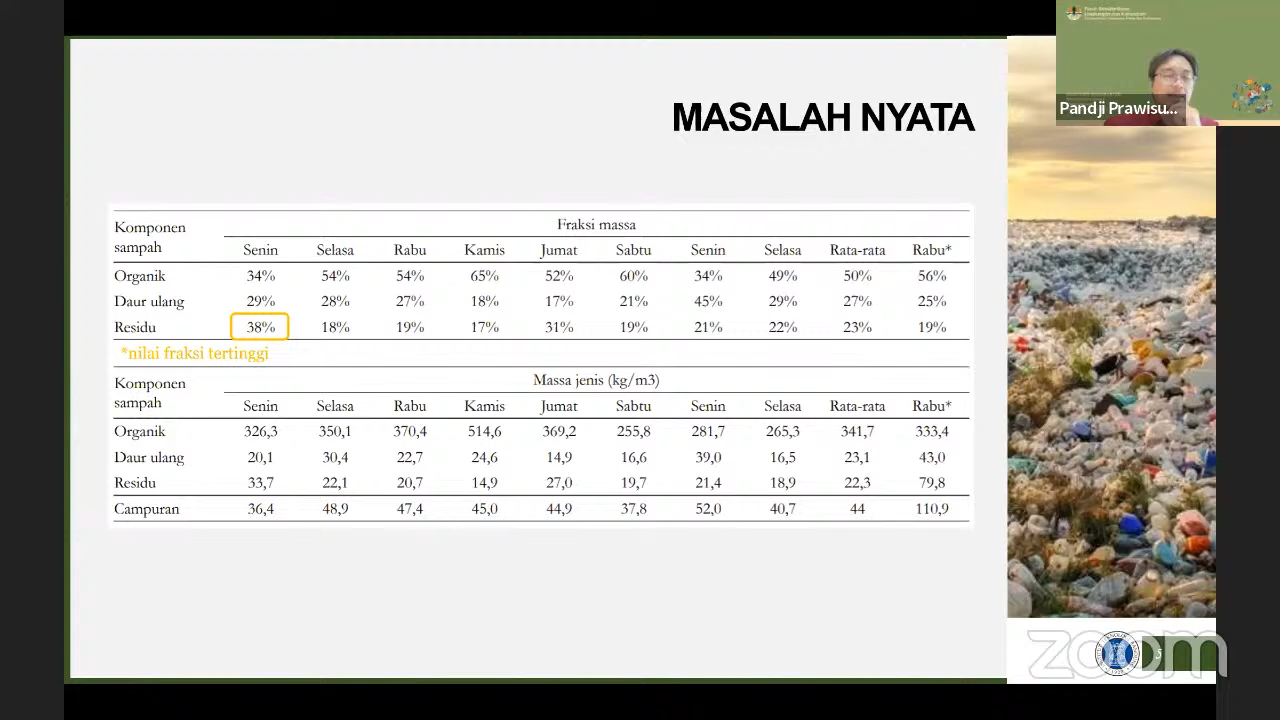 MASALAH NYATA
Pandji Prawisu...
Komponen sampah Fraksi massa
Senin Selasa Rabu Kamis Jumat Sabtu Senin Selasa Rata-rata Rabu*
Organik 34% 54% 54% 65% 52% 60% 34% 49% 50% 56%
Daur ulang 29% 28% 27% 18% 17% 21% 45% 29% 27% 25%
Residu 38% 18% 19% 17% 31% 19% 21% 22% 23% 19%
*nilai fraksi tertinggi
Komponen sampah Massa jenis (kg/m3)
Senin Selasa Rabu Kamis Jumat Sabtu Senin Selasa Rata-rata Rabu*
Organik 326,3 350,1 370,4 514,6 369,2 255,8 281,7 265,3 341,7 333,4
Daur ulang 20,1 30,4 22,7 24,6 14,9 16,6 39,0 16,5 23,1 43,0
Residu 33,7 22,1 20,7 14,9 27,0 19,7 21,4 18,9 22,3 79,8
Campuran 36,4 48,9 47,4 45,0 44,9 37,8 52,0 40,7 44 110,9
zoom
5